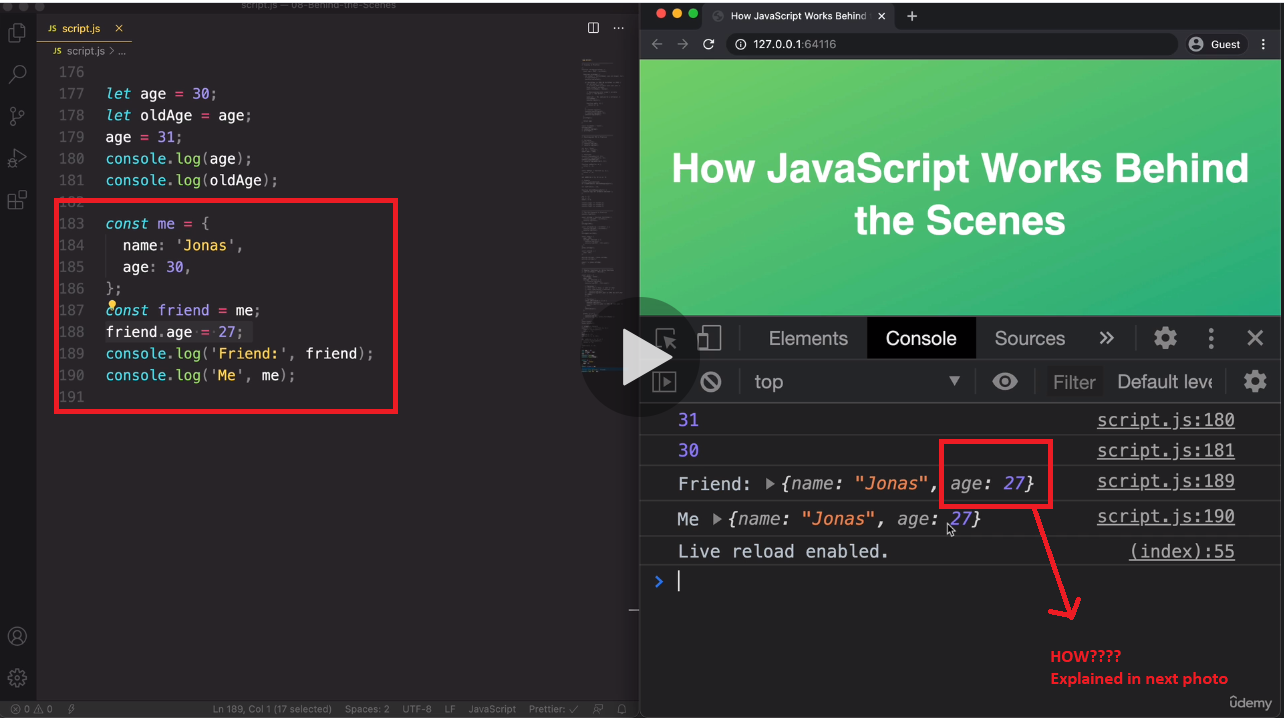 script.js — 08-Behind-the-Scenes
JS script.js ×
JS script.js > ...
176
177 let age = 30;
178 let oldAge = age;
179 age = 31;
180 console.log(age);
181 console.log(oldAge);
182
183 const me = {
184 name: 'Jonas',
185 age: 30,
186 };
187 const friend = me;
188 friend.age = 27;
189 console.log('Friend:', friend);
190 console.log('Me', me);
191
0 0 Ln 189, Col 1 (17 selected) Spaces: 2 UTF-8 LF JavaScript Prettier: ✓
How JavaScript Works Behind ×
127.0.0.1:64116 Guest
How JavaScript Works Behind
the Scenes
Elements Console Sources »
top Filter Default leve
31 script.js:180
30 script.js:181
Friend: ▶{name: "Jonas", age: 27} script.js:189
Me ▶{name: "Jonas", age: 27} script.js:190
Live reload enabled. (index):55
>
HOW????
Explained in next photo
ûdemy